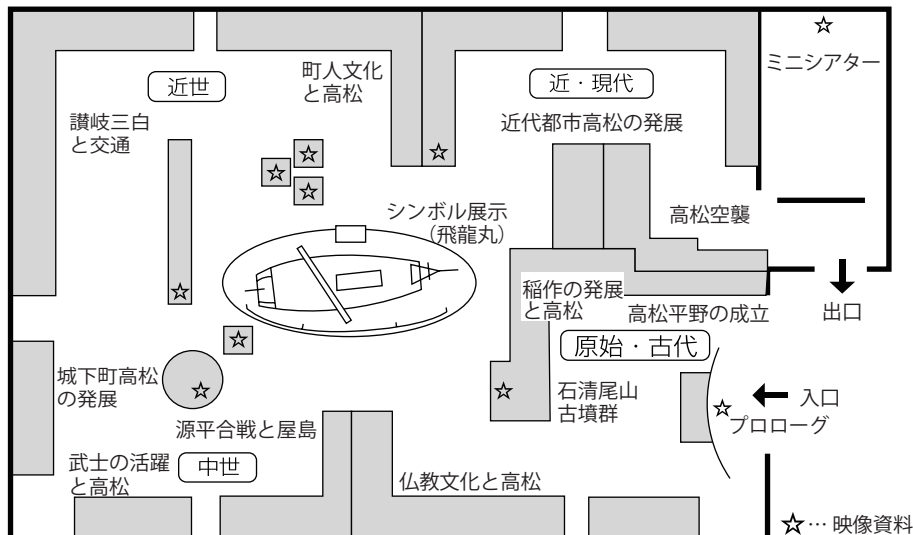 ミニシアター
近世
町人文化
と高松
近・現代
讃岐三白
と交通
近代都市高松の発展
シンボル展示
（飛龍丸）
高松空襲
稲作の発展
と高松
高松平野の成立
出口
原始・古代
城下町高松
の発展
石清尾山
古墳群
入口
プロローグ
源平合戦と屋島
武士の活躍
と高松
中世
仏教文化と高松
☆… 映像資料